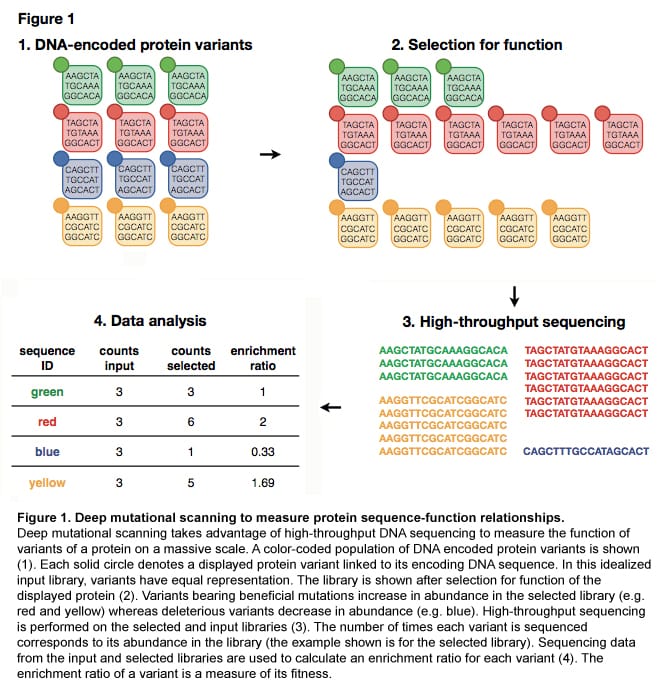 Figure 1
1. DNA-encoded protein variants
AAGCTA AAGCTA AAGCTA
TGCAAA TGCAAA TGCAAA
GGCACA GGCACA GGCACA
TAGCTA TAGCTA TAGCTA
TGTAAA TGTAAA TGTAAA
GGCACT GGCACT GGCACT
CAGCTT CAGCTT CAGCTT
TGCCAT TGCCAT TGCCAT
AGCACT AGCACT AGCACT
AAGGTT AAGGTT AAGGTT
CGCATC CGCATC CGCATC
GGCATC GGCATC GGCATC
2. Selection for function
AAGCTA AAGCTA AAGCTA
TGCAAA TGCAAA TGCAAA
GGCACA GGCACA GGCACA
TAGCTA TAGCTA TAGCTA TAGCTA TAGCTA TAGCTA
TGTAAA TGTAAA TGTAAA TGTAAA TGTAAA TGTAAA
GGCACT GGCACT GGCACT GGCACT GGCACT GGCACT
CAGCTT
TGCCAT
AGCACT
AAGGTT AAGGTT AAGGTT AAGGTT AAGGTT
CGCATC CGCATC CGCATC CGCATC CGCATC
GGCATC GGCATC GGCATC GGCATC GGCATC
3. High-throughput sequencing
AAGCTATGCAAAGGCACA TAGCTATGTAAAGGCACT
AAGCTATGCAAAGGCACA TAGCTATGTAAAGGCACT
AAGCTATGCAAAGGCACA TAGCTATGTAAAGGCACT
TAGCTATGTAAAGGCACT
AAGGTTCGCATCGGCATC TAGCTATGTAAAGGCACT
AAGGTTCGCATCGGCATC TAGCTATGTAAAGGCACT
AAGGTTCGCATCGGCATC
AAGGTTCGCATCGGCATC
AAGGTTCGCATCGGCATC CAGCTTTGCCATAGCACT
4. Data analysis
sequence counts counts enrichment
ID input selected ratio
green 3 3 1
red 3 6 2
blue 3 1 0.33
yellow 3 5 1.69
Figure 1. Deep mutational scanning to measure protein sequence-function relationships.
Deep mutational scanning takes advantage of high-throughput DNA sequencing to measure the function of
variants of a protein on a massive scale. A color-coded population of DNA encoded protein variants is shown
(1). Each solid circle denotes a displayed protein variant linked to its encoding DNA sequence. In this idealized
input library, variants have equal representation. The library is shown after selection for function of the
displayed protein (2). Variants bearing beneficial mutations increase in abundance in the selected library (e.g.
red and yellow) whereas deleterious variants decrease in abundance (e.g. blue). High-throughput sequencing
is performed on the selected and input libraries (3). The number of times each variant is sequenced
corresponds to its abundance in the library (the example shown is for the selected library). Sequencing data
from the input and selected libraries are used to calculate an enrichment ratio for each variant (4). The
enrichment ratio of a variant is a measure of its fitness.